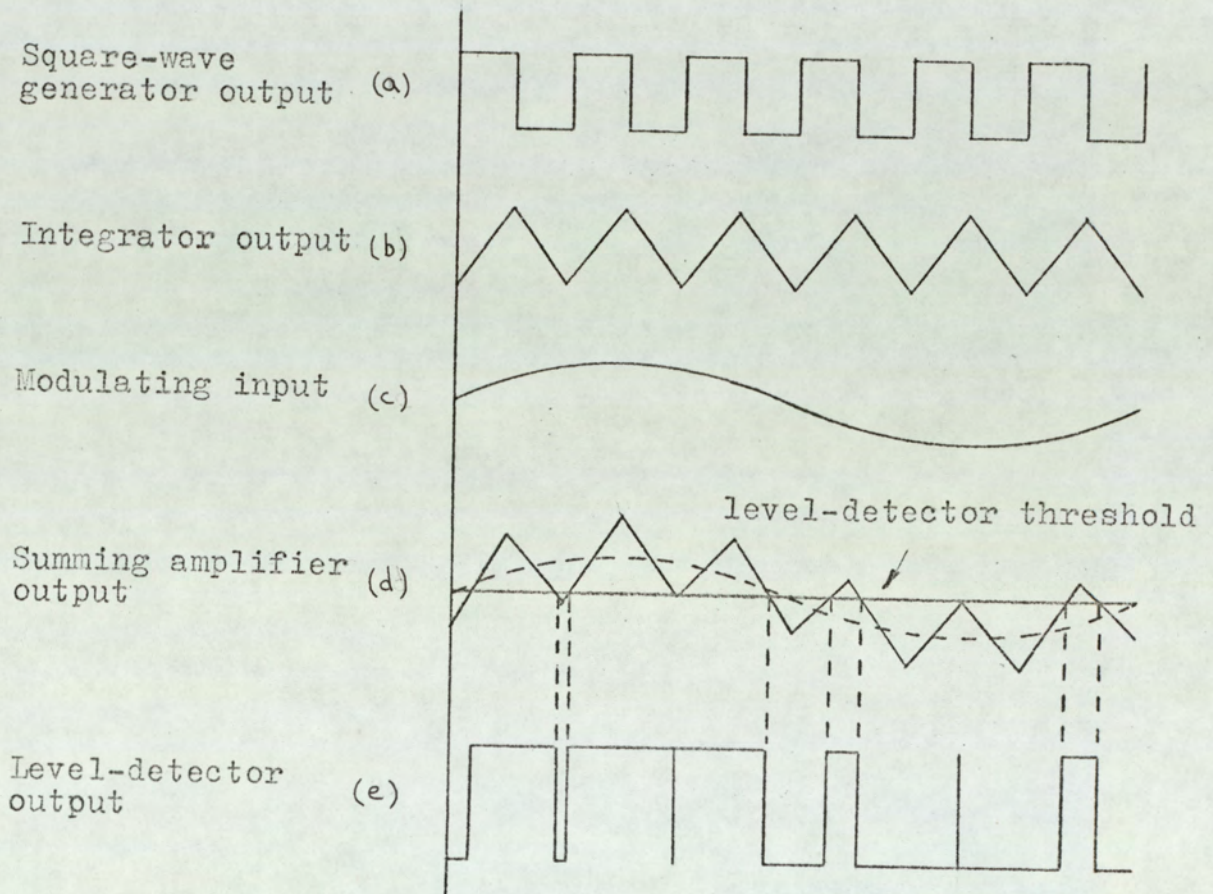 Square-wave
generator output (a)
Integrator output (b)
Modulating input (c)
level-detector threshold
Summing amplifier
output (d)
Level-detector
output (e)